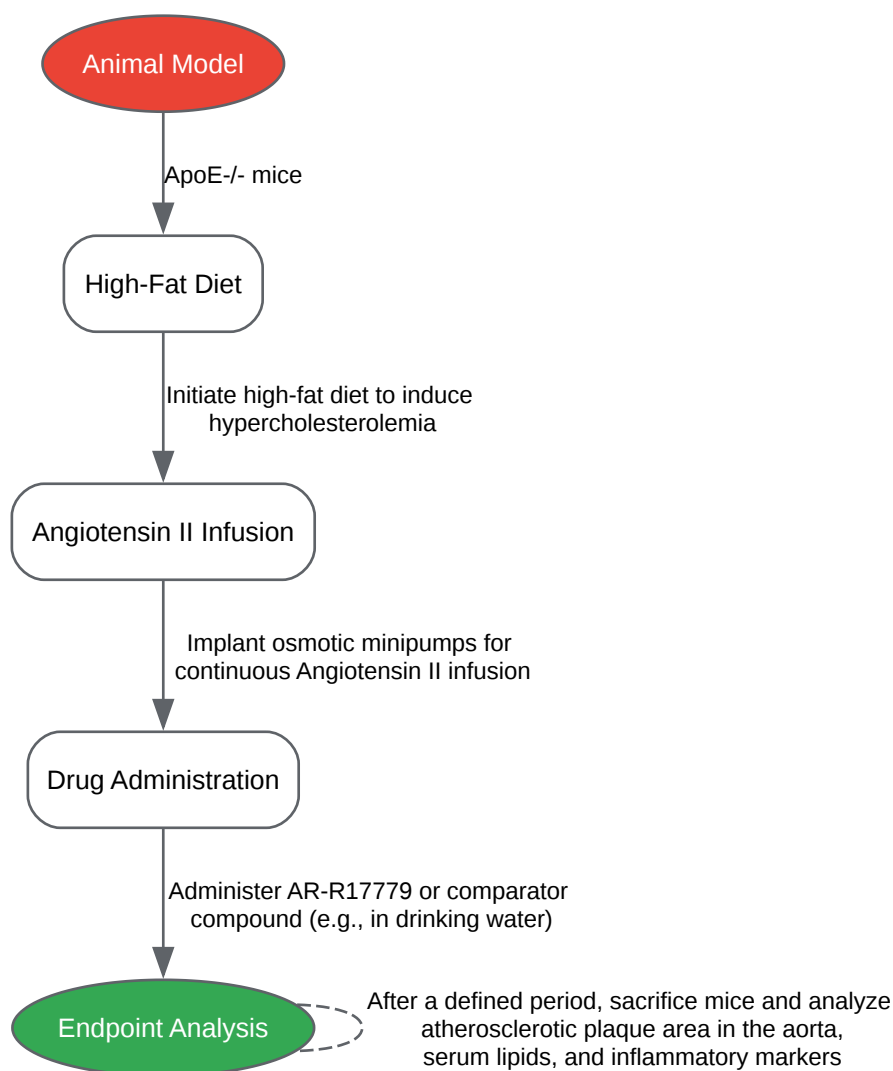 Animal Model
ApoE-/- mice
High-Fat Diet
Initiate high-fat diet to induce
hypercholesterolemia
Angiotensin II Infusion
Implant osmotic minipumps for
continuous Angiotensin II infusion
Drug Administration
Administer AR-R17779 or comparator
compound (e.g., in drinking water)
Endpoint Analysis
After a defined period, sacrifice mice and analyze
atherosclerotic plaque area in the aorta,
serum lipids, and inflammatory markers